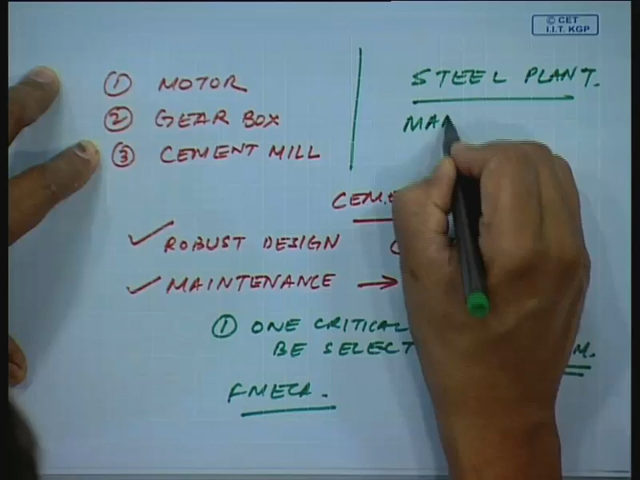 © CET
I.I.T. KGP
① MOTOR
② GEAR BOX
③ CEMENT MILL
STEEL PLANT.
ROBUST DESIGN
MAINTENANCE →
① ONE CRITICAL
BE SELECT
FMECA.